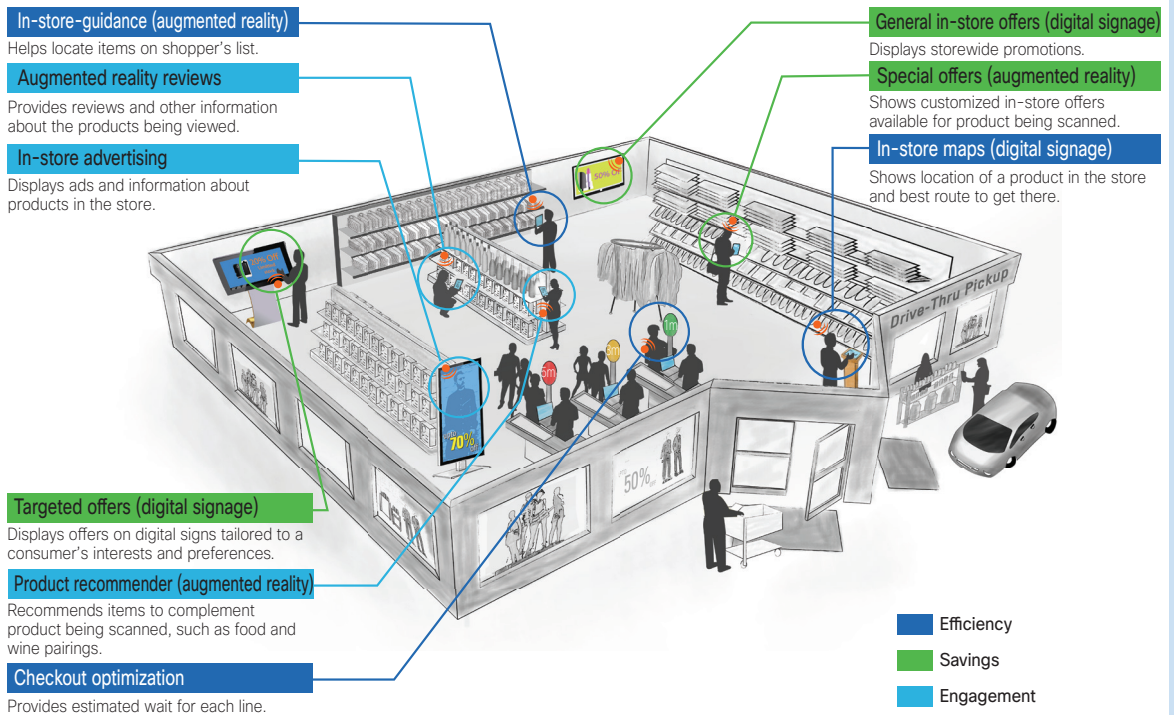 In-store-guidance (augmented reality)
Helps locate items on shopper's list.
Augmented reality reviews
Provides reviews and other information
about the products being viewed.
In-store advertising
Displays ads and information about
products in the store.
General in-store offers (digital signage)
Displays storewide promotions.
Special offers (augmented reality)
Shows customized in-store offers
available for product being scanned.
In-store maps (digital signage)
Shows location of a product in the store
and best route to get there.
50% Off
Drive-Thru Pickup
1m
5m
70%
50%
Targeted offers (digital signage)
Displays offers on digital signs tailored to a
consumer's interests and preferences.
Product recommender (augmented reality)
Recommends items to complement
product being scanned, such as food and
wine pairings.
Checkout optimization
Provides estimated wait for each line.
Efficiency
Savings
Engagement